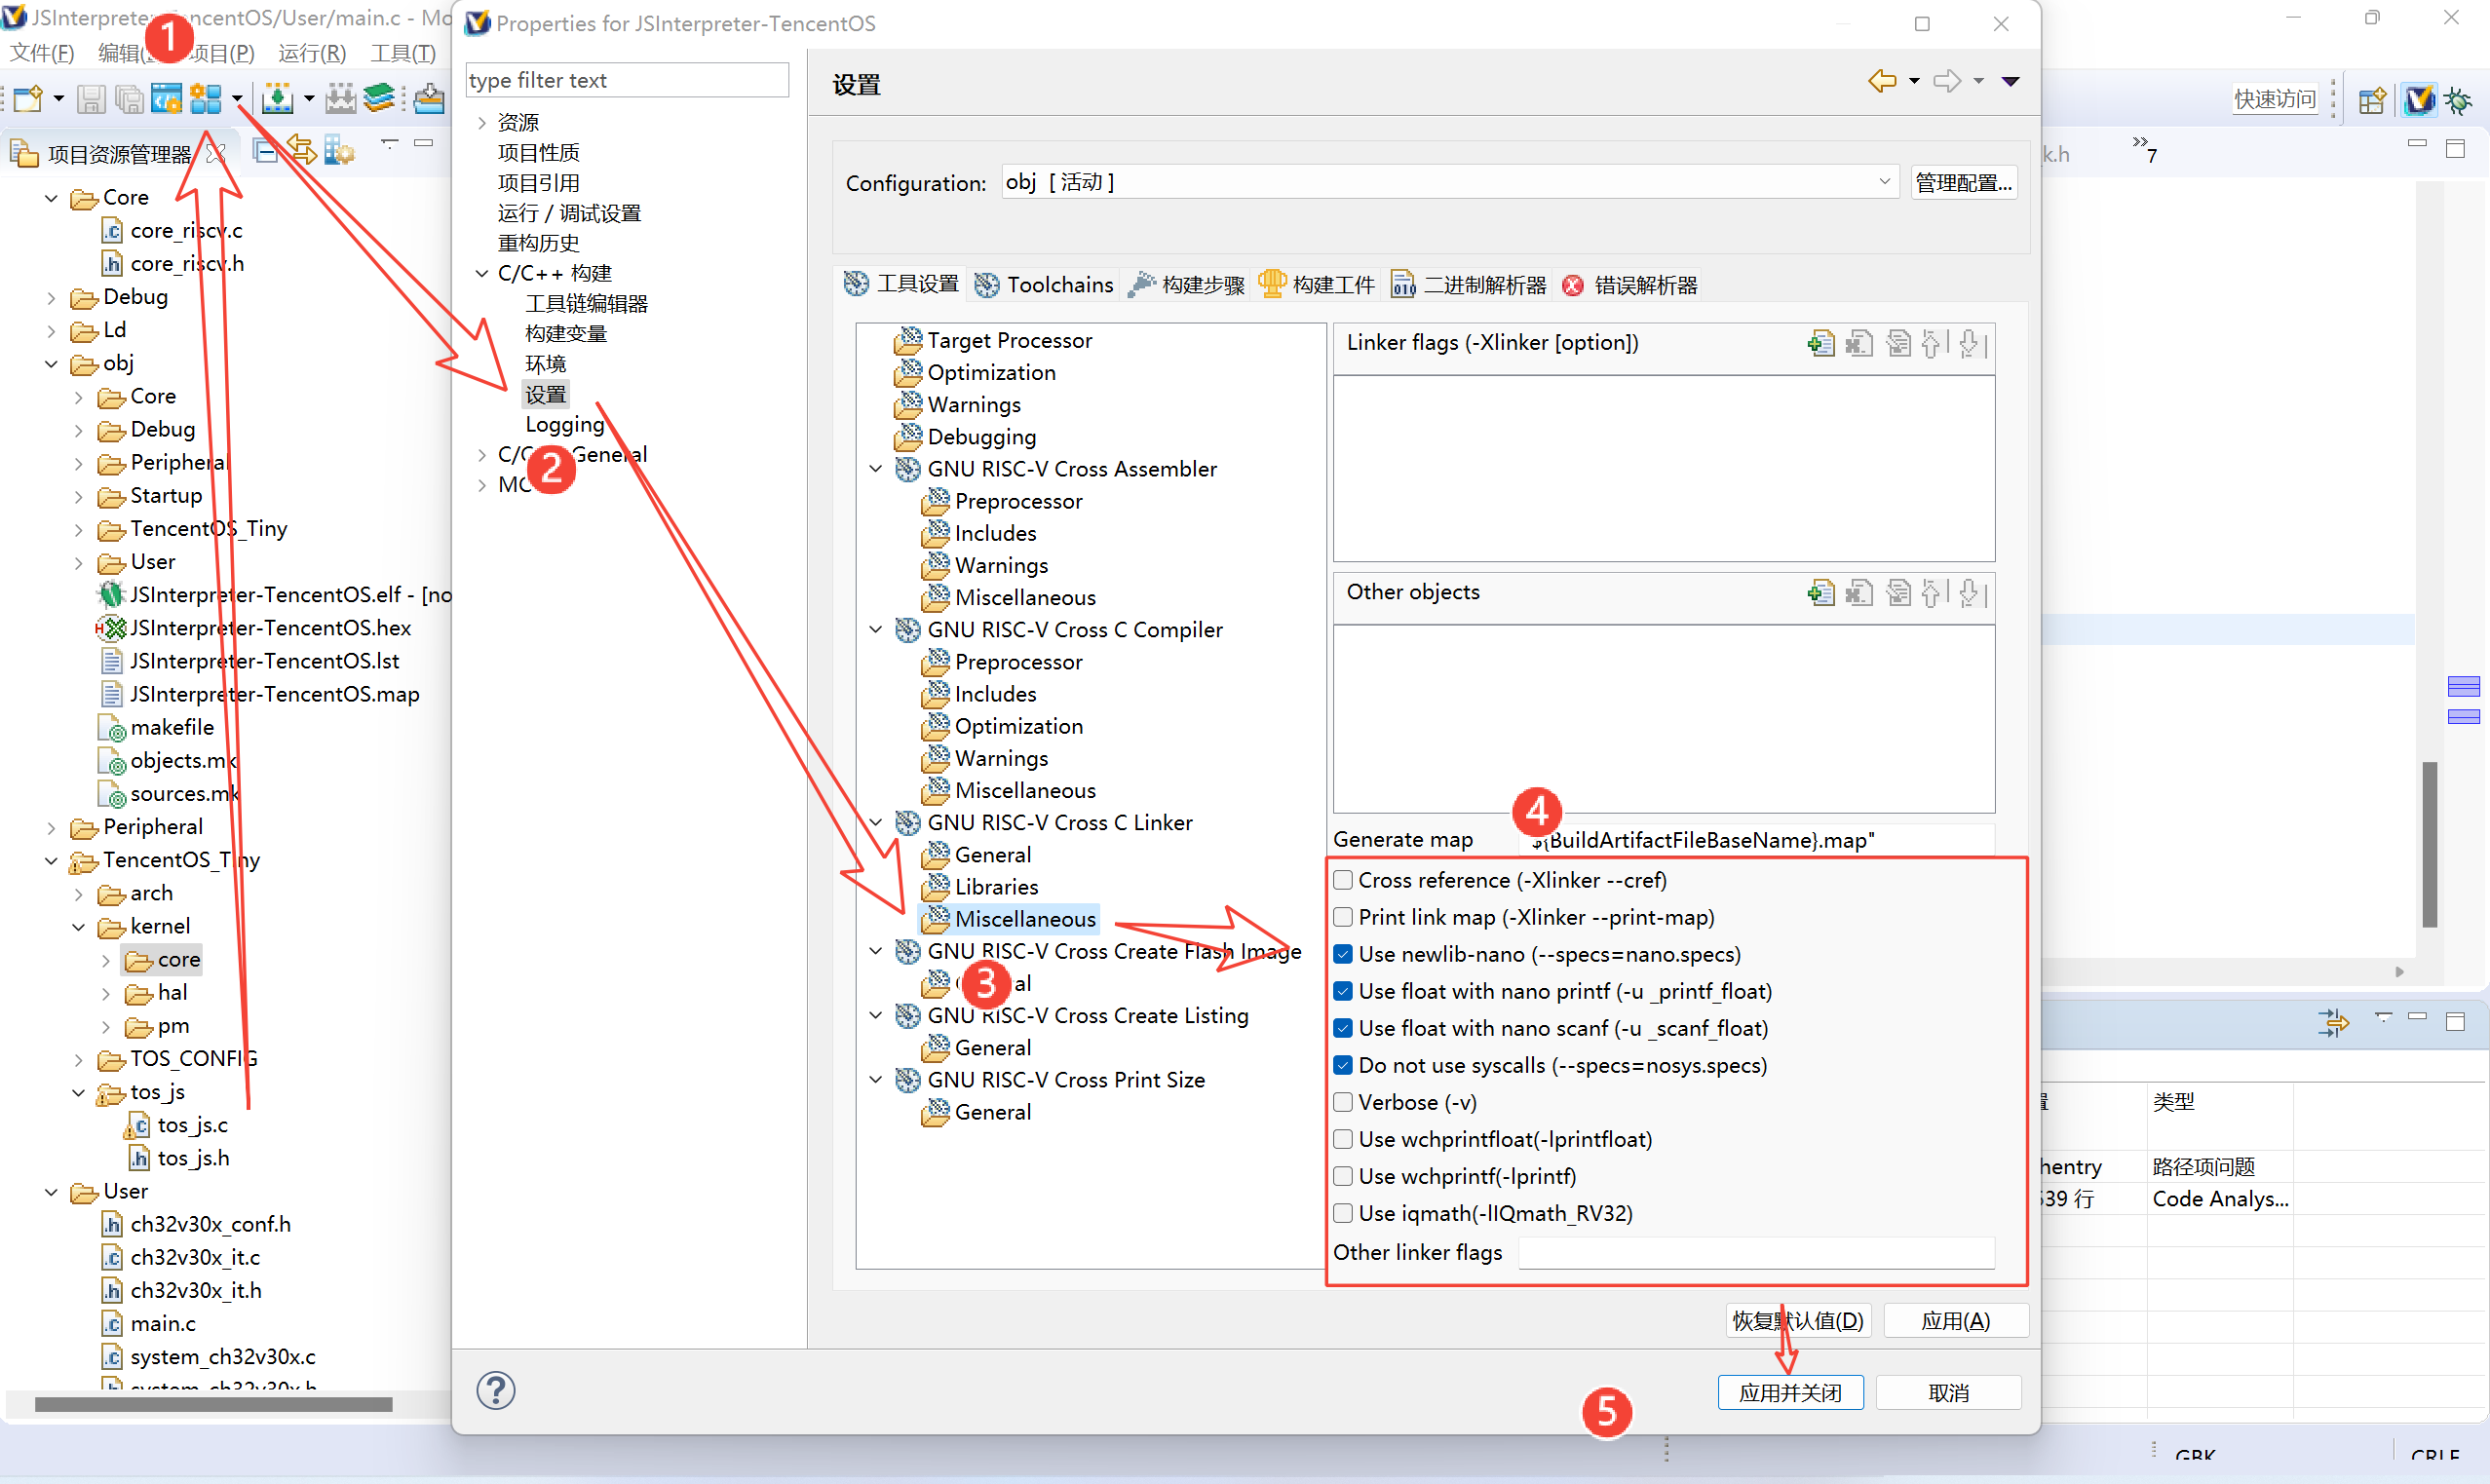 JSInterpreter-TencentOS/User/main.c - Mo
文件(F) 编辑( 项目(P) 运行(R) 工具(T)
1
项目资源管理器
Core
core_riscv.c
core_riscv.h
Debug
Ld
obj
Core
Debug
Peripheral
Startup
TencentOS_Tiny
User
JSInterpreter-TencentOS.elf - [no
JSInterpreter-TencentOS.hex
JSInterpreter-TencentOS.lst
JSInterpreter-TencentOS.map
makefile
objects.mk
sources.mk
Peripheral
TencentOS_Tiny
arch
kernel
core
hal
pm
TOS_CONFIG
tos_js
tos_js.c
tos_js.h
User
ch32v30x_conf.h
ch32v30x_it.c
ch32v30x_it.h
main.c
system_ch32v30x.c
system_ch32v30x.h
Properties for JSInterpreter-TencentOS
type filter text
资源
项目性质
项目引用
运行 / 调试设置
重构历史
C/C++ 构建
工具链编辑器
构建变量
环境
设置
Logging
C/C General
2
MC
设置
Configuration: obj [ 活动 ] 管理配置...
工具设置 Toolchains 构建步骤 构建工件 二进制解析器 错误解析器
Target Processor
Optimization
Warnings
Debugging
GNU RISC-V Cross Assembler
Preprocessor
Includes
Warnings
Miscellaneous
GNU RISC-V Cross C Compiler
Preprocessor
Includes
Optimization
Warnings
Miscellaneous
GNU RISC-V Cross C Linker
General
Libraries
Miscellaneous
GNU RISC-V Cross Create Flash Image
3
al
GNU RISC-V Cross Create Listing
General
GNU RISC-V Cross Print Size
General
Linker flags (-Xlinker [option])
Other objects
4
Generate map ${BuildArtifactFileBaseName}.map"
Cross reference (-Xlinker --cref)
Print link map (-Xlinker --print-map)
Use newlib-nano (--specs=nano.specs)
Use float with nano printf (-u _printf_float)
Use float with nano scanf (-u _scanf_float)
Do not use syscalls (--specs=nosys.specs)
Verbose (-v)
Use wchprintfloat(-lprintfloat)
Use wchprintf(-lprintf)
Use iqmath(-lIQmath_RV32)
Other linker flags
恢复默认值(D) 应用(A)
5
应用并关闭 取消
快速访问
k.h
»7
类型
hentry 路径项问题
539 行 Code Analys...
GBK CRLF